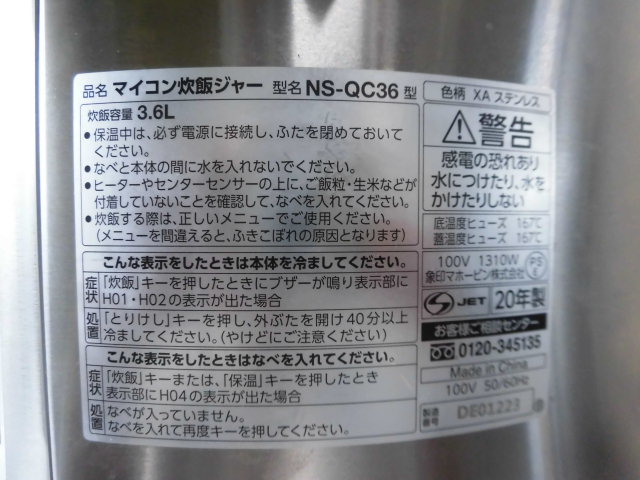 品名 マイコン炊飯ジャー 型名 NS-QC36 型
炊飯容量 3.6L
●保温中は、必ず電源に接続し、ふたを閉めておいて
ください。
●なべと本体の間に水を入れないでください。
●ヒーターやセンターセンサーの上に、ご飯粒・生米などが
付着していないことを確認して、なべを入れてください。
●炊飯する際は、正しいメニューでご使用ください。
(メニューを間違えると、ふきこぼれの原因となります)
こんな表示をしたときは本体を冷ましてください。
症状 「炊飯」キーを押したときにブザーが鳴り表示部に
H01・H02の表示が出た場合
処置 「とりけし」キーを押し、外ぶたを開け40分以上
冷ましてください。(やけどにご注意ください)
こんな表示をしたときはなべを入れてください。
症状 「炊飯」キーまたは、「保温」キーを押したとき
表示部にH04の表示が出た場合
処置 なべが入っていません。
なべを入れて再度キーを押してください。
色柄 XA ステンレス
警告
感電の恐れあり
水につけたり、水を
かけたりしない
底温度ヒューズ 167℃
蓋温度ヒューズ 167℃
100V 1310W
象印マホービン株式会社
PSE
JET 20年製
お客様ご相談センター
0120-345135
Made in China
100V 50/60Hz
製造番号 DE01223